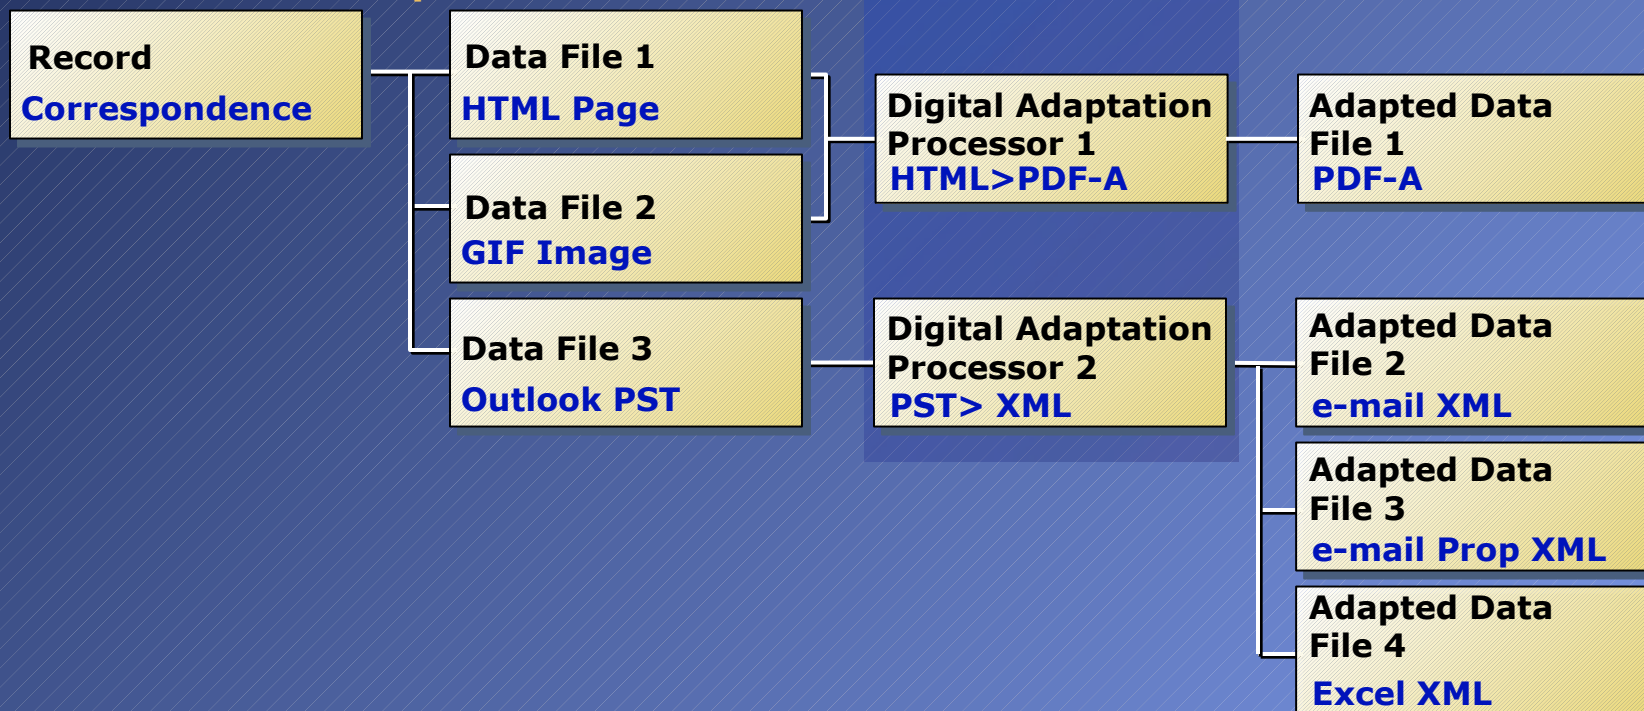 Record
Correspondence
Data File 1
HTML Page
Data File 2
GIF Image
Data File 3
Outlook PST
Digital Adaptation
Processor 1
HTML>PDF-A
Digital Adaptation
Processor 2
PST> XML
Adapted Data
File 1
PDF-A
Adapted Data
File 2
e-mail XML
Adapted Data
File 3
e-mail Prop XML
Adapted Data
File 4
Excel XML